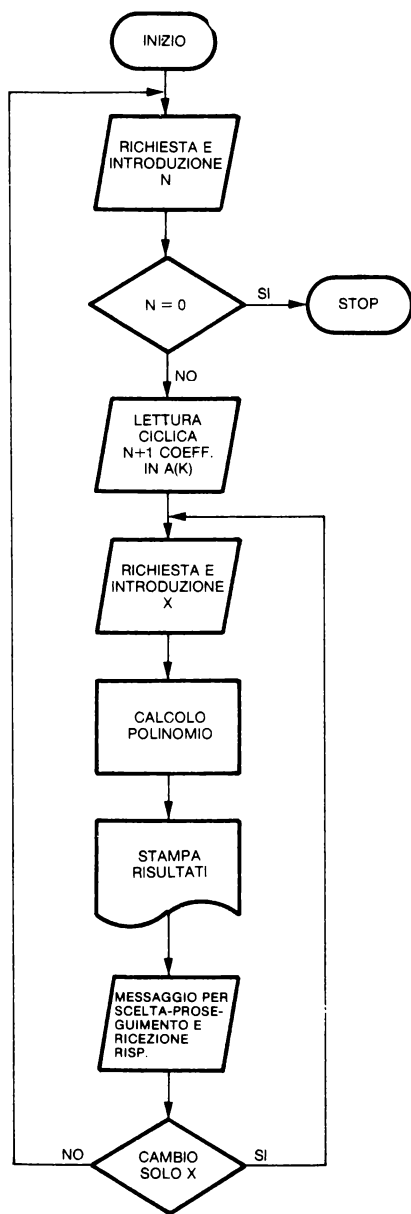 INIZIO
RICHIESTA E
INTRODUZIONE
N
N = 0
SI
STOP
NO
LETTURA
CICLICA
N+1 COEFF.
IN A(K)
RICHIESTA E
INTRODUZIONE
X
CALCOLO
POLINOMIO
STAMPA
RISULTATI
MESSAGGIO PER
SCELTA-PROSE-
GUIMENTO E
RICEZIONE
RISP.
NO
CAMBIO
SOLO X
SI